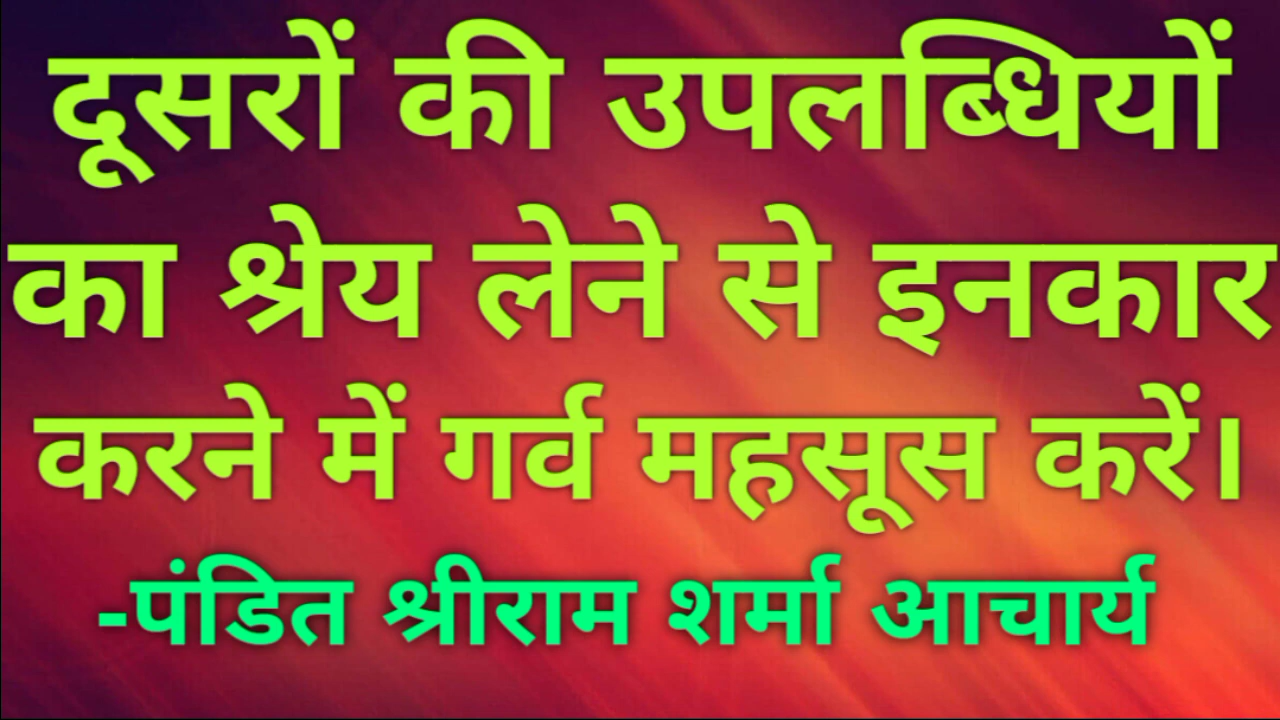 दूसरों की उपलब्धियों
का श्रेय लेने से इनकार
करने में गर्व महसूस करें।
-पंडित श्रीराम शर्मा आचार्य